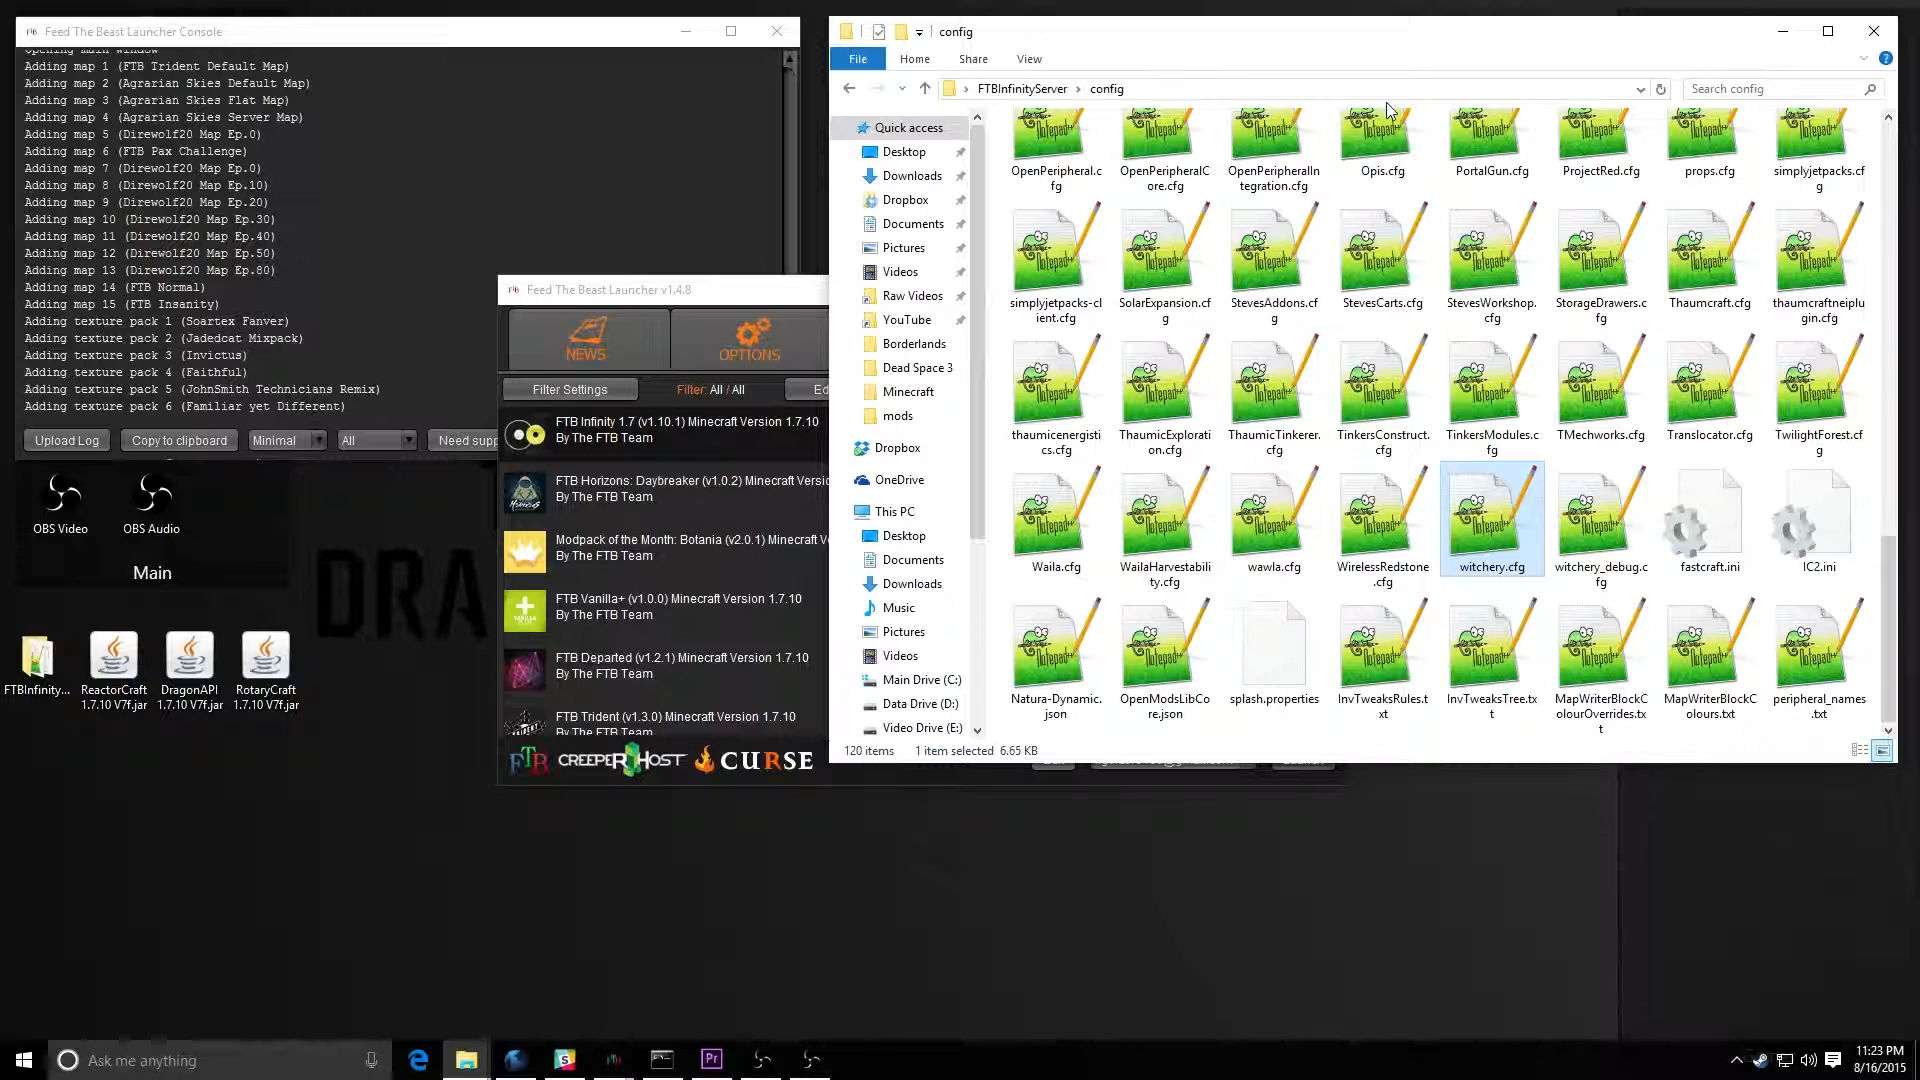 Feed The Beast Launcher Console
Opening main window
Adding map 1 (FTB Trident Default Map)
Adding map 2 (Agrarian Skies Default Map)
Adding map 3 (Agrarian Skies Flat Map)
Adding map 4 (Agrarian Skies Server Map)
Adding map 5 (Direwolf20 Map Ep.0)
Adding map 6 (FTB Pax Challenge)
Adding map 7 (Direwolf20 Map Ep.0)
Adding map 8 (Direwolf20 Map Ep.10)
Adding map 9 (Direwolf20 Map Ep.20)
Adding map 10 (Direwolf20 Map Ep.30)
Adding map 11 (Direwolf20 Map Ep.40)
Adding map 12 (Direwolf20 Map Ep.50)
Adding map 13 (Direwolf20 Map Ep.80)
Adding map 14 (FTB Normal)
Adding map 15 (FTB Insanity)
Adding texture pack 1 (Soartex Fanver)
Adding texture pack 2 (Jadedcat Mixpack)
Adding texture pack 3 (Invictus)
Adding texture pack 4 (Faithful)
Adding texture pack 5 (JohnSmith Technicians Remix)
Adding texture pack 6 (Familiar yet Different)
Upload Log Copy to clipboard Minimal All Need supp
OBS Video OBS Audio
Main
DRA
FTBInfinity... ReactorCraft 1.7.10 V7f.jar DragonAPI 1.7.10 V7f.jar RotaryCraft 1.7.10 V7f.jar
Feed The Beast Launcher v1.4.8
NEWS OPTIONS
Filter Settings Filter: All / All Ed
FTB Infinity 1.7 (v1.10.1) Minecraft Version 1.7.10
By The FTB Team
FTB Horizons: Daybreaker (v1.0.2) Minecraft Versio
By The FTB Team
Modpack of the Month: Botania (v2.0.1) Minecraft V
By The FTB Team
FTB Vanilla+ (v1.0.0) Minecraft Version 1.7.10
By The FTB Team
FTB Departed (v1.2.1) Minecraft Version 1.7.10
By The FTB Team
FTB Trident (v1.3.0) Minecraft Version 1.7.10
By The FTB Team
FTB CREEPERHOST CURSE
config
File Home Share View
FTBInfinityServer config Search config
Quick access
Desktop
Downloads
Dropbox
Documents
Pictures
Videos
Raw Videos
YouTube
Borderlands
Dead Space 3
Minecraft
mods
Dropbox
OneDrive
This PC
Desktop
Documents
Downloads
Music
Pictures
Videos
Main Drive (C:)
Data Drive (D:)
Video Drive (E:)
OpenPeripheral.cfg OpenPeripheralCore.cfg OpenPeripheralIntegration.cfg Opis.cfg PortalGun.cfg ProjectRed.cfg props.cfg simplyjetpacks.cfg
simplyjetpacks-client.cfg SolarExpansion.cfg StevesAddons.cfg StevesCarts.cfg StevesWorkshop.cfg StorageDrawers.cfg Thaumcraft.cfg thaumcraftneiplugin.cfg
thaumicenergistics.cfg ThaumicExploration.cfg ThaumicTinkerer.cfg TinkersConstruct.cfg TinkersModules.cfg TMechworks.cfg Translocator.cfg TwilightForest.cfg
Waila.cfg WailaHarvestability.cfg wawla.cfg WirelessRedstone.cfg witchery.cfg witchery_debug.cfg fastcraft.ini IC2.ini
Natura-Dynamic.json OpenModsLibCore.json splash.properties InvTweaksRules.txt InvTweaksTree.txt MapWriterBlockColourOverrides.txt MapWriterBlockColours.txt peripheral_names.txt
120 items 1 item selected 6.65 KB
Ask me anything
11:23 PM
8/16/2015